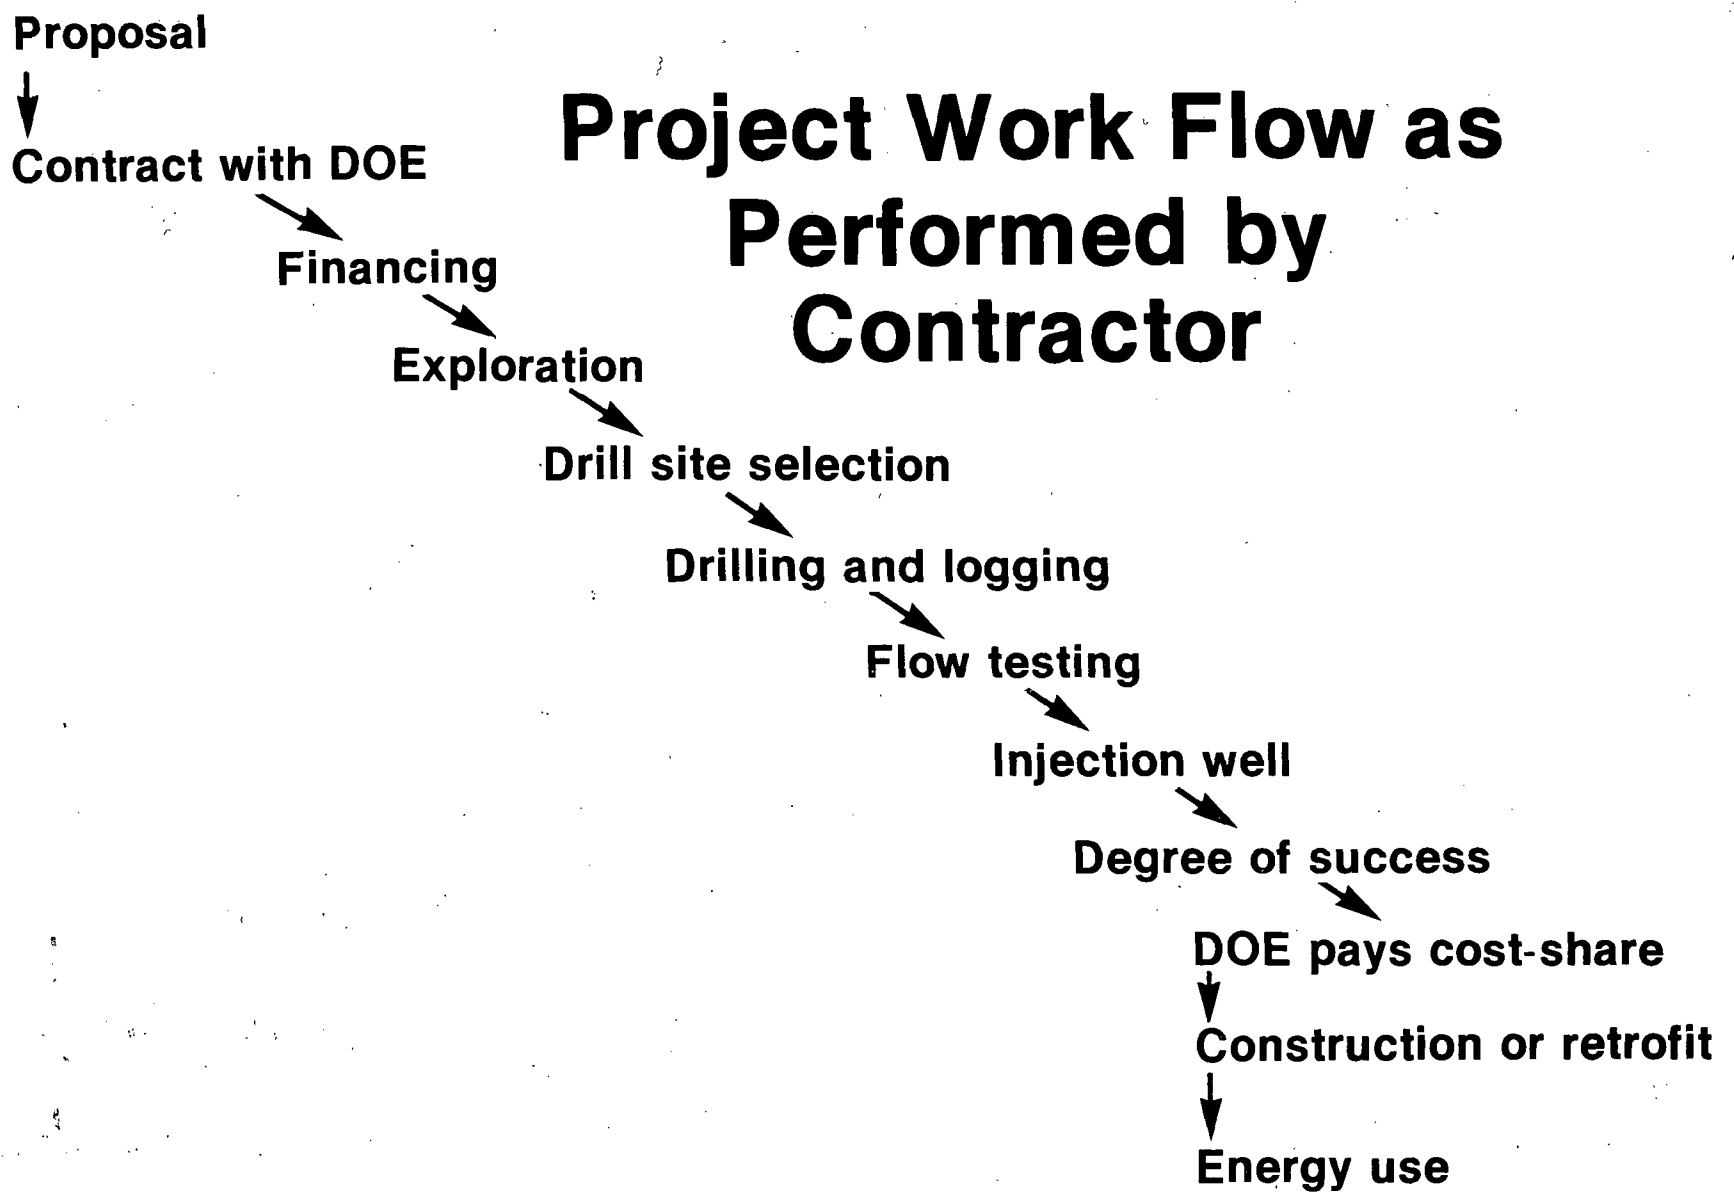 Proposal
Project Work Flow as
Performed by
Contractor
Contract with DOE
Financing
Exploration
Drill site selection
Drilling and logging
Flow testing
Injection well
Degree of success
DOE pays cost-share
Construction or retrofit
Energy use